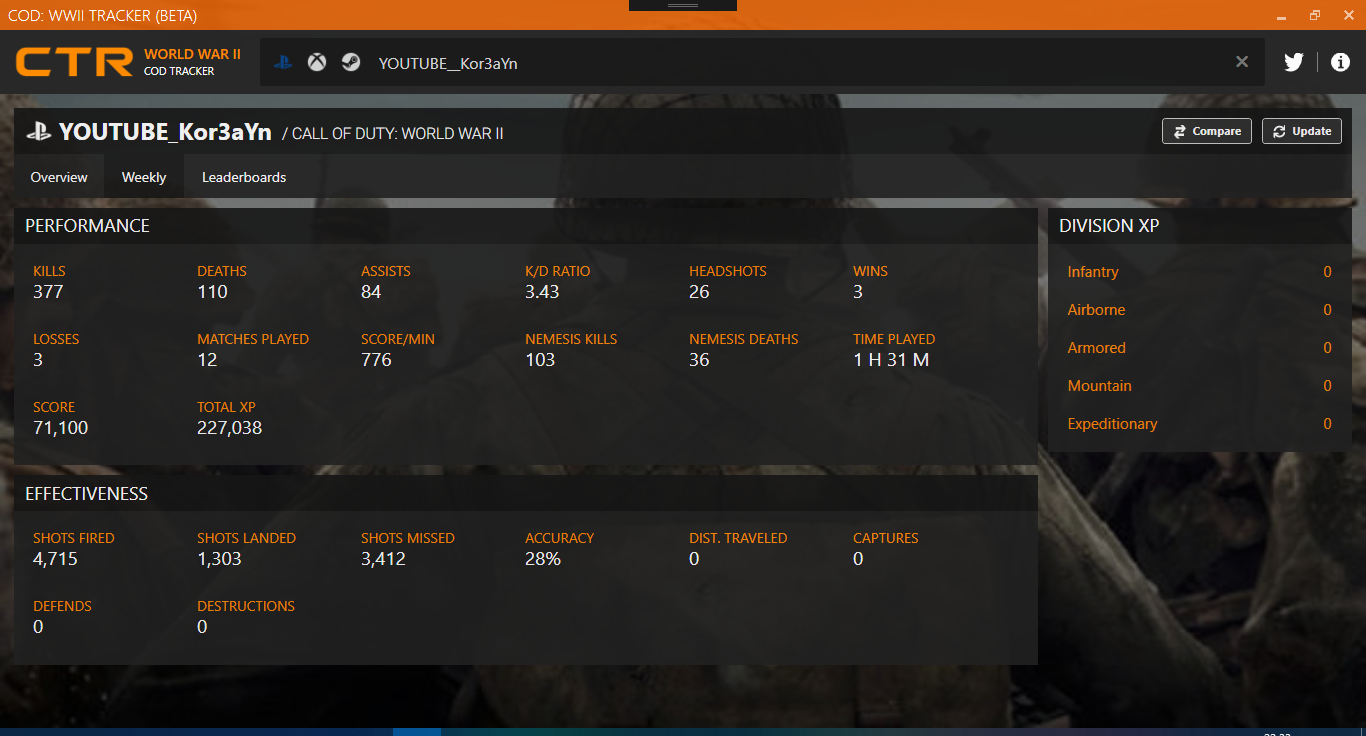 COD: WWII TRACKER (BETA)
CTR WORLD WAR II
COD TRACKER
YOUTUBE__Kor3aYn
YOUTUBE_Kor3aYn / CALL OF DUTY: WORLD WAR II
Compare Update
Overview Weekly Leaderboards
PERFORMANCE
KILLS DEATHS ASSISTS K/D RATIO HEADSHOTS WINS
377 110 84 3.43 26 3
LOSSES MATCHES PLAYED SCORE/MIN NEMESIS KILLS NEMESIS DEATHS TIME PLAYED
3 12 776 103 36 1 H 31 M
SCORE TOTAL XP
71,100 227,038
DIVISION XP
Infantry 0
Airborne 0
Armored 0
Mountain 0
Expeditionary 0
EFFECTIVENESS
SHOTS FIRED SHOTS LANDED SHOTS MISSED ACCURACY DIST. TRAVELED CAPTURES
4,715 1,303 3,412 28% 0 0
DEFENDS DESTRUCTIONS
0 0